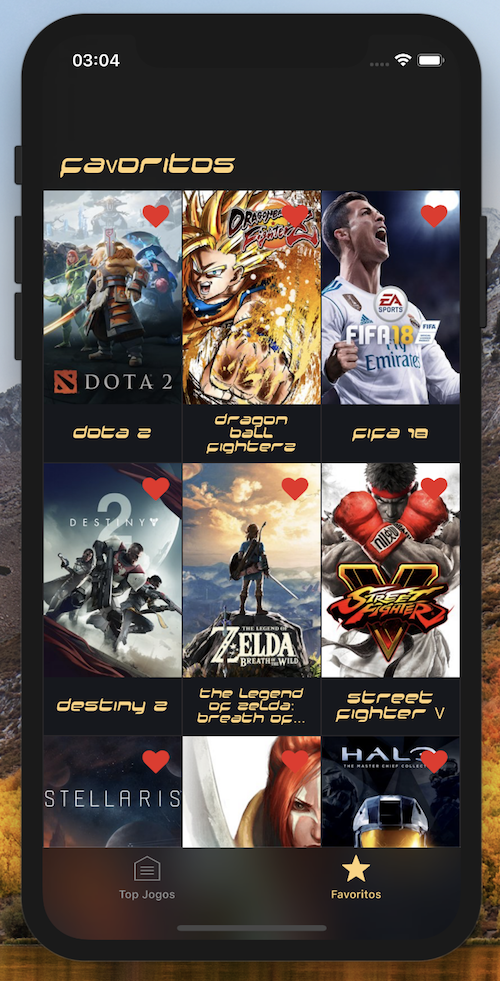 03:04
favoritos
DRAGONBALL
FighterZ
EA
SPORTS
FIFA 18
FIFA
Fly
Emirates
DOTA 2
dota 2
dragon
ball
fighterz
fifa 18
2
DESTINY
THE LEGEND OF
ZELDA
BREATH OF THE WILD
V
STREET
FIGHTER
destiny 2
the legend
of zelda:
breath of...
street
fighter V
STELLARIS
HALO
THE MASTER CHIEF COLLECTION
Top Jogos
Favoritos